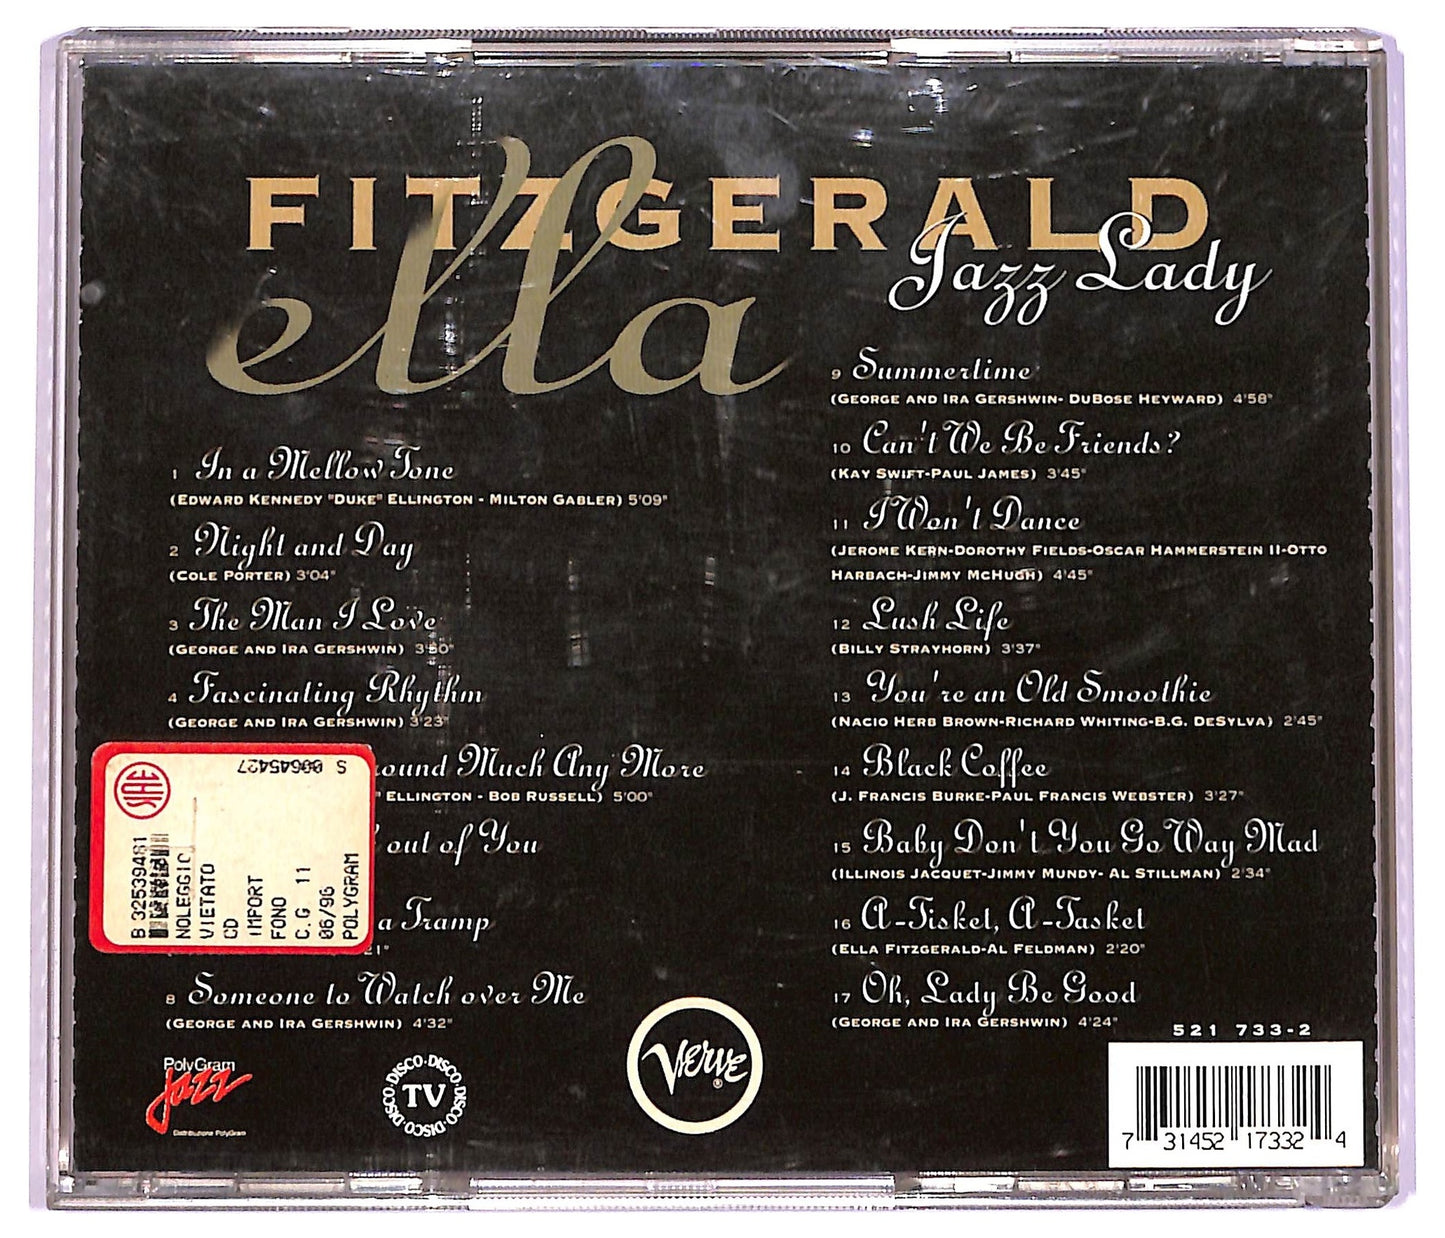 FITZGERALD
ella
Jazz Lady
1 In a Mellow Tone
(EDWARD KENNEDY "DUKE" ELLINGTON - MILTON GABLER) 5'09"
2 Night and Day
(COLE PORTER) 3'04"
3 The Man I Love
(GEORGE AND IRA GERSHWIN)
4 Fascinating Rhythm
(GEORGE AND IRA GERSHWIN) 3'23"
ound Much Any More
" ELLINGTON - BOB RUSSELL) 5'00"
out of You
a Tramp
21"
8 Someone to Watch over Me
(GEORGE AND IRA GERSHWIN) 4'32"
9 Summertime
(GEORGE AND IRA GERSHWIN- DUBOSE HEYWARD) 4'58"
10 Can't We Be Friends?
(KAY SWIFT-PAUL JAMES) 3'45"
11 I Won't Dance
(JEROME KERN-DOROTHY FIELDS-OSCAR HAMMERSTEIN II-OTTO
HARBACH-JIMMY MCHUGH) 4'45"
12 Lush Life
(BILLY STRAYHORN) 3'37"
13 You're an Old Smoothie
(NACIO HERB BROWN-RICHARD WHITING-B.G. DESYLVA) 2'45"
14 Black Coffee
(J. FRANCIS BURKE-PAUL FRANCIS WEBSTER) 3'27"
15 Baby Don't You Go Way Mad
(ILLINOIS JACQUET-JIMMY MUNDY- AL STILLMAN) 2'34"
16 A-Tisket, A-Tasket
(ELLA FITZGERALD-AL FELDMAN) 2'20"
17 Oh, Lady Be Good
(GEORGE AND IRA GERSHWIN) 4'24"
S 00645427
B 32539461
NOLEGGIO
VIETATO
CD
IMPORT
FONO
C.G 11
06/96
POLYGRAM
PolyGram
Jazz
Distributions PolyGram
DISCO·DISCO·DISCO·DISCO·DISCO·
TV
VERVE
®
521 733-2
7 31452 17332 4